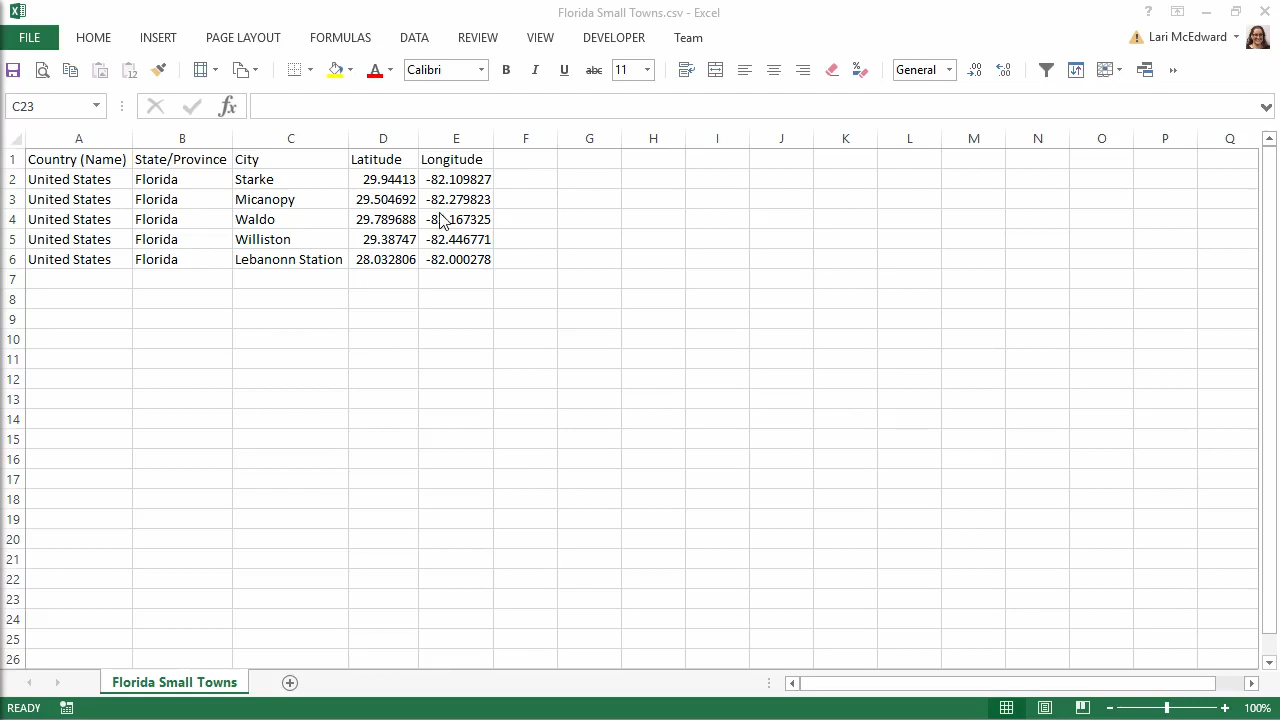 Florida Small Towns.csv - Excel
?
FILE HOME INSERT PAGE LAYOUT FORMULAS DATA REVIEW VIEW DEVELOPER Team
Lari McEdward
Calibri B I U abc 11 General
C23 fx
A B C D E F G H I J K L M N O P Q
1 Country (Name) State/Province City Latitude Longitude
2 United States Florida Starke 29.94413 -82.109827
3 United States Florida Micanopy 29.504692 -82.279823
4 United States Florida Waldo 29.789688 167325
5 United States Florida Williston 29.38747 -82.446771
6 United States Florida Lebanonn Station 28.032806 -82.000278
7
8
9
10
11
12
13
14
15
16
17
18
19
20
21
22
23
24
25
26
Florida Small Towns
READY
100%